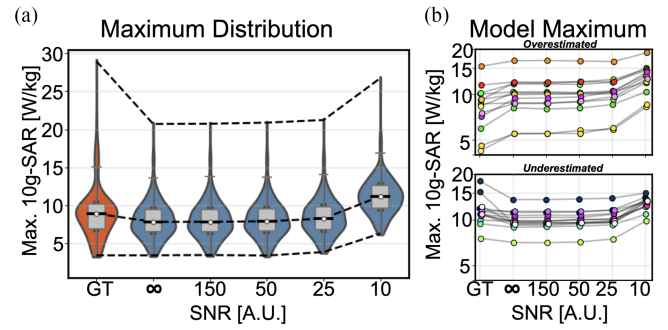 (a)
Maximum Distribution
Max. 10g-SAR [W/kg]
30
25
20
15
10
5
GT ∞ 150 50 25 10
SNR [A.U.]
(b)
Model Maximum
Overestimated
Max. 10g-SAR [W/kg]
20
15
10
5
Underestimated
20
15
10
5
GT ∞ 150 50 25 10
SNR [A.U.]